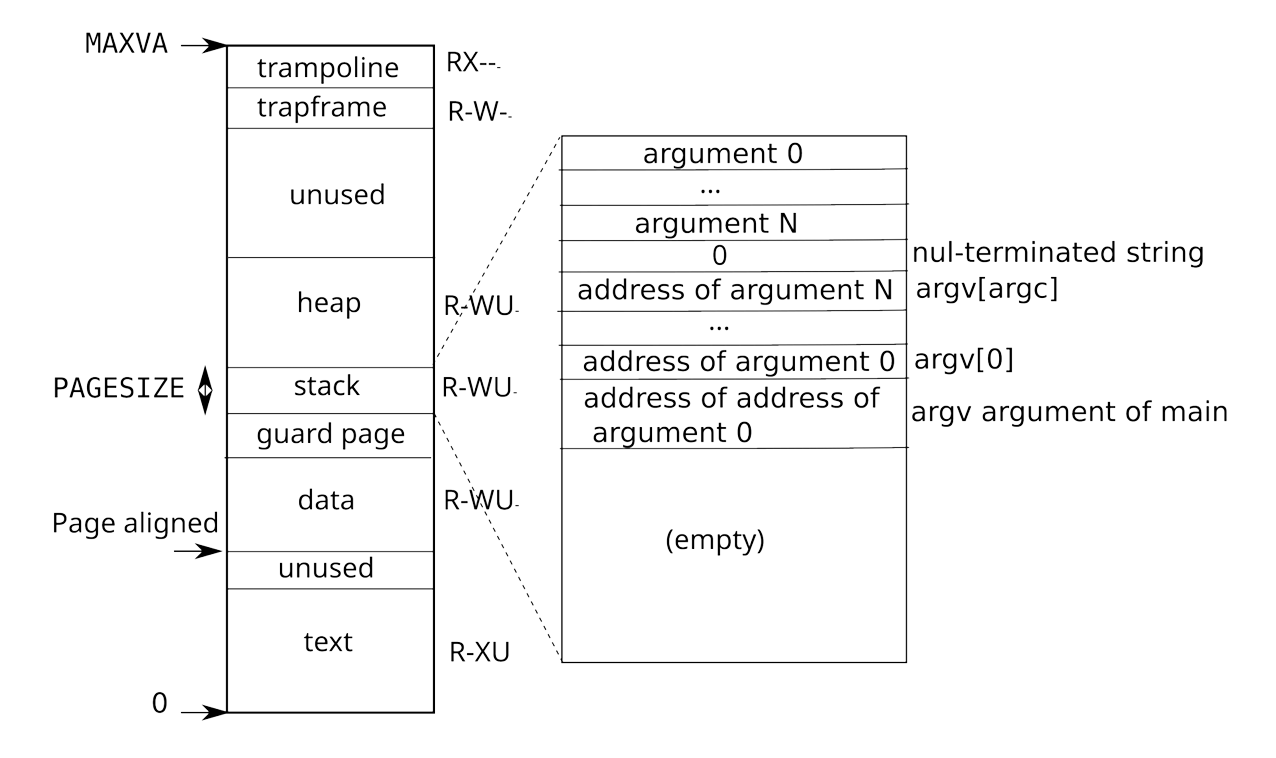 MAXVA
trampoline
RX--
trapframe
R-W-
unused
heap
R-WU
PAGESIZE
stack
R-WU
guard page
data
R-WU
Page aligned
unused
text
R-XU
0
argument 0
...
argument N
0
nul-terminated string
address of argument N
argv[argc]
...
address of argument 0
argv[0]
address of address of
argument 0
argv argument of main
(empty)